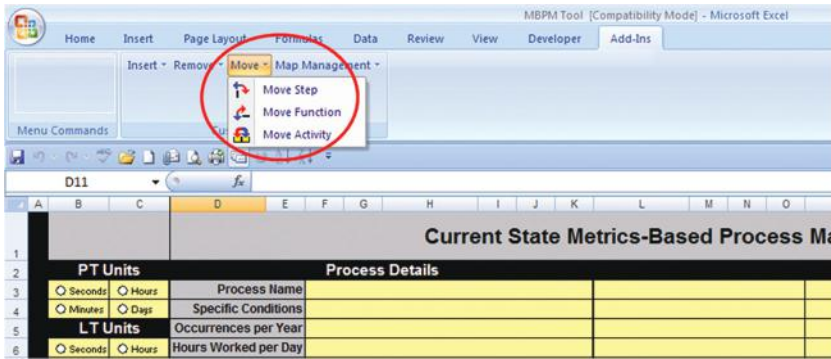 MBPM Tool [Compatibility Mode] - Microsoft Excel
Home Insert Page Layout Formulas Data Review View Developer Add-Ins
Insert Remove Move Map Management
Move Step
Move Function
Move Activity
Menu Commands Cu
D11 fx
A B C D E F G H I J K L M N O
1 Current State Metrics-Based Process Ma
2 PT Units Process Details
3 Seconds Hours Process Name
4 Minutes Days Specific Conditions
5 LT Units Occurrences per Year
6 Seconds Hours Hours Worked per Day